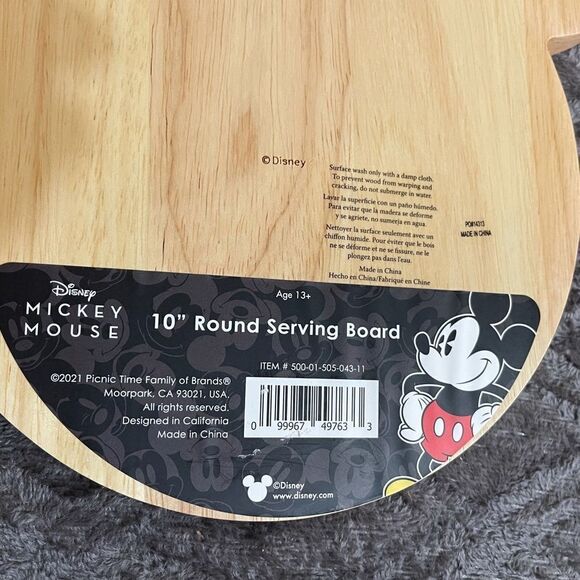 ©Disney
Surface wash only with a damp cloth.
To prevent wood from warping and
cracking, do not submerge in water.
Lavar la superficie con un paño húmedo.
Para evitar que la madera se deforme
y se agriete, no sumerja en agua.
Nettoyer la surface seulement avec un
chiffon humide. Pour éviter que le bois
ne se déforme et ne se fissure, ne le
plongez pas dans l'eau.
Made in China
Hecho en China/Fabriqué en Chine
PO#14313
MADE IN CHINA
Disney
MICKEY
MOUSE
Age 13+
10” Round Serving Board
ITEM # 500-01-505-043-11
©2021 Picnic Time Family of Brands®
Moorpark, CA 93021, USA.
All rights reserved.
Designed in California
Made in China
0 99967 49763 3
©Disney
www.disney.com